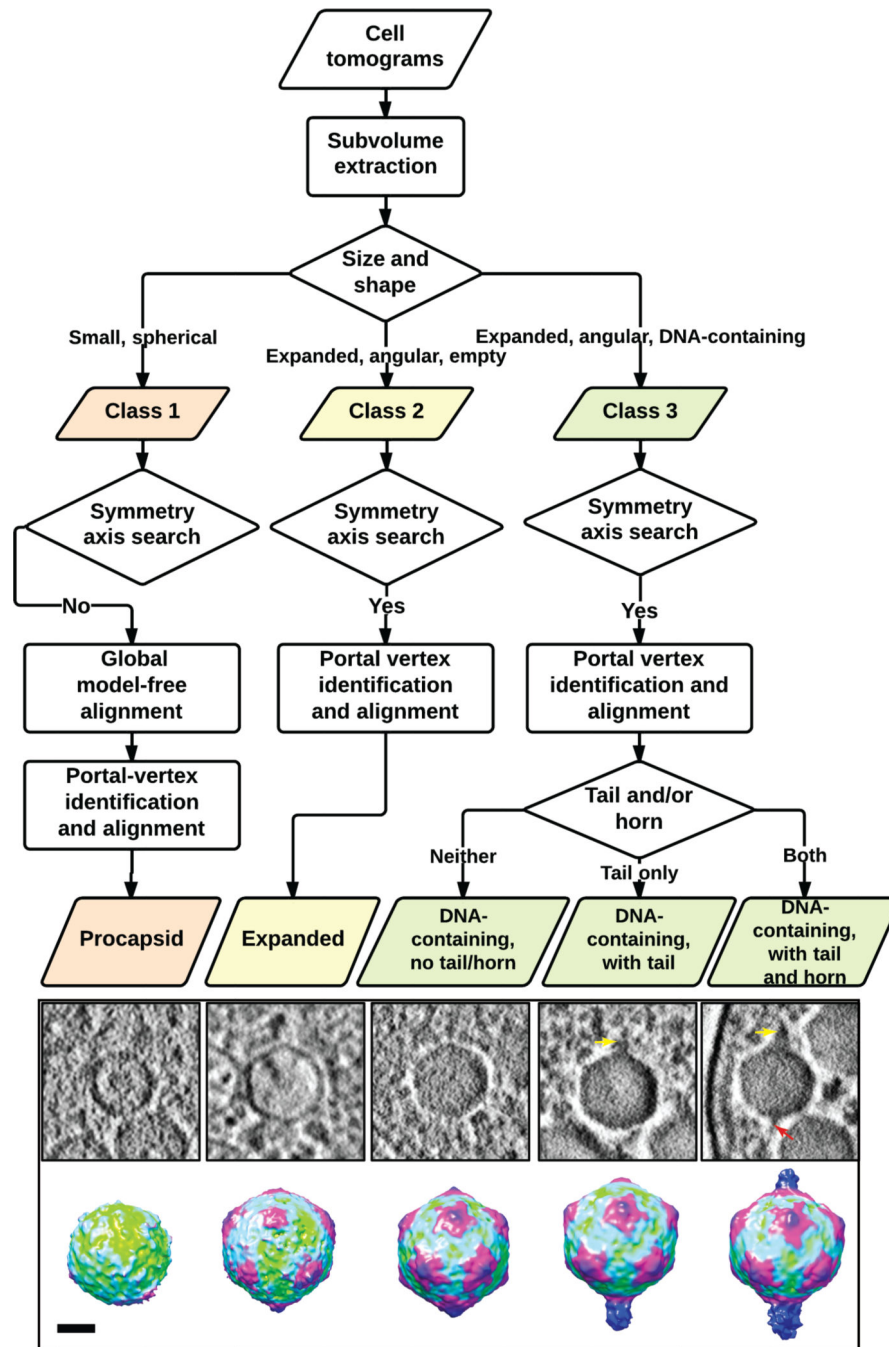 Cell
tomograms
Subvolume
extraction
Size and
shape
Small, spherical
Expanded, angular, empty
Expanded, angular, DNA-containing
Class 1
Class 2
Class 3
Symmetry
axis search
Symmetry
axis search
Symmetry
axis search
No
Yes
Yes
Global
model-free
alignment
Portal vertex
identification
and alignment
Portal vertex
identification and
alignment
Portal-vertex
identification
and alignment
Tail and/or
horn
Neither
Tail only
Both
Procapsid
Expanded
DNA-
containing,
no tail/horn
DNA-
containing,
with tail
DNA-
containing,
with tail
and horn